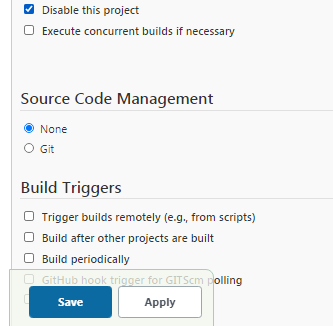 Disable this project
Execute concurrent builds if necessary
Source Code Management
None
Git
Build Triggers
Trigger builds remotely (e.g., from scripts)
Build after other projects are built
Build periodically
GitHub hook trigger for GITScm polling
Save
Apply